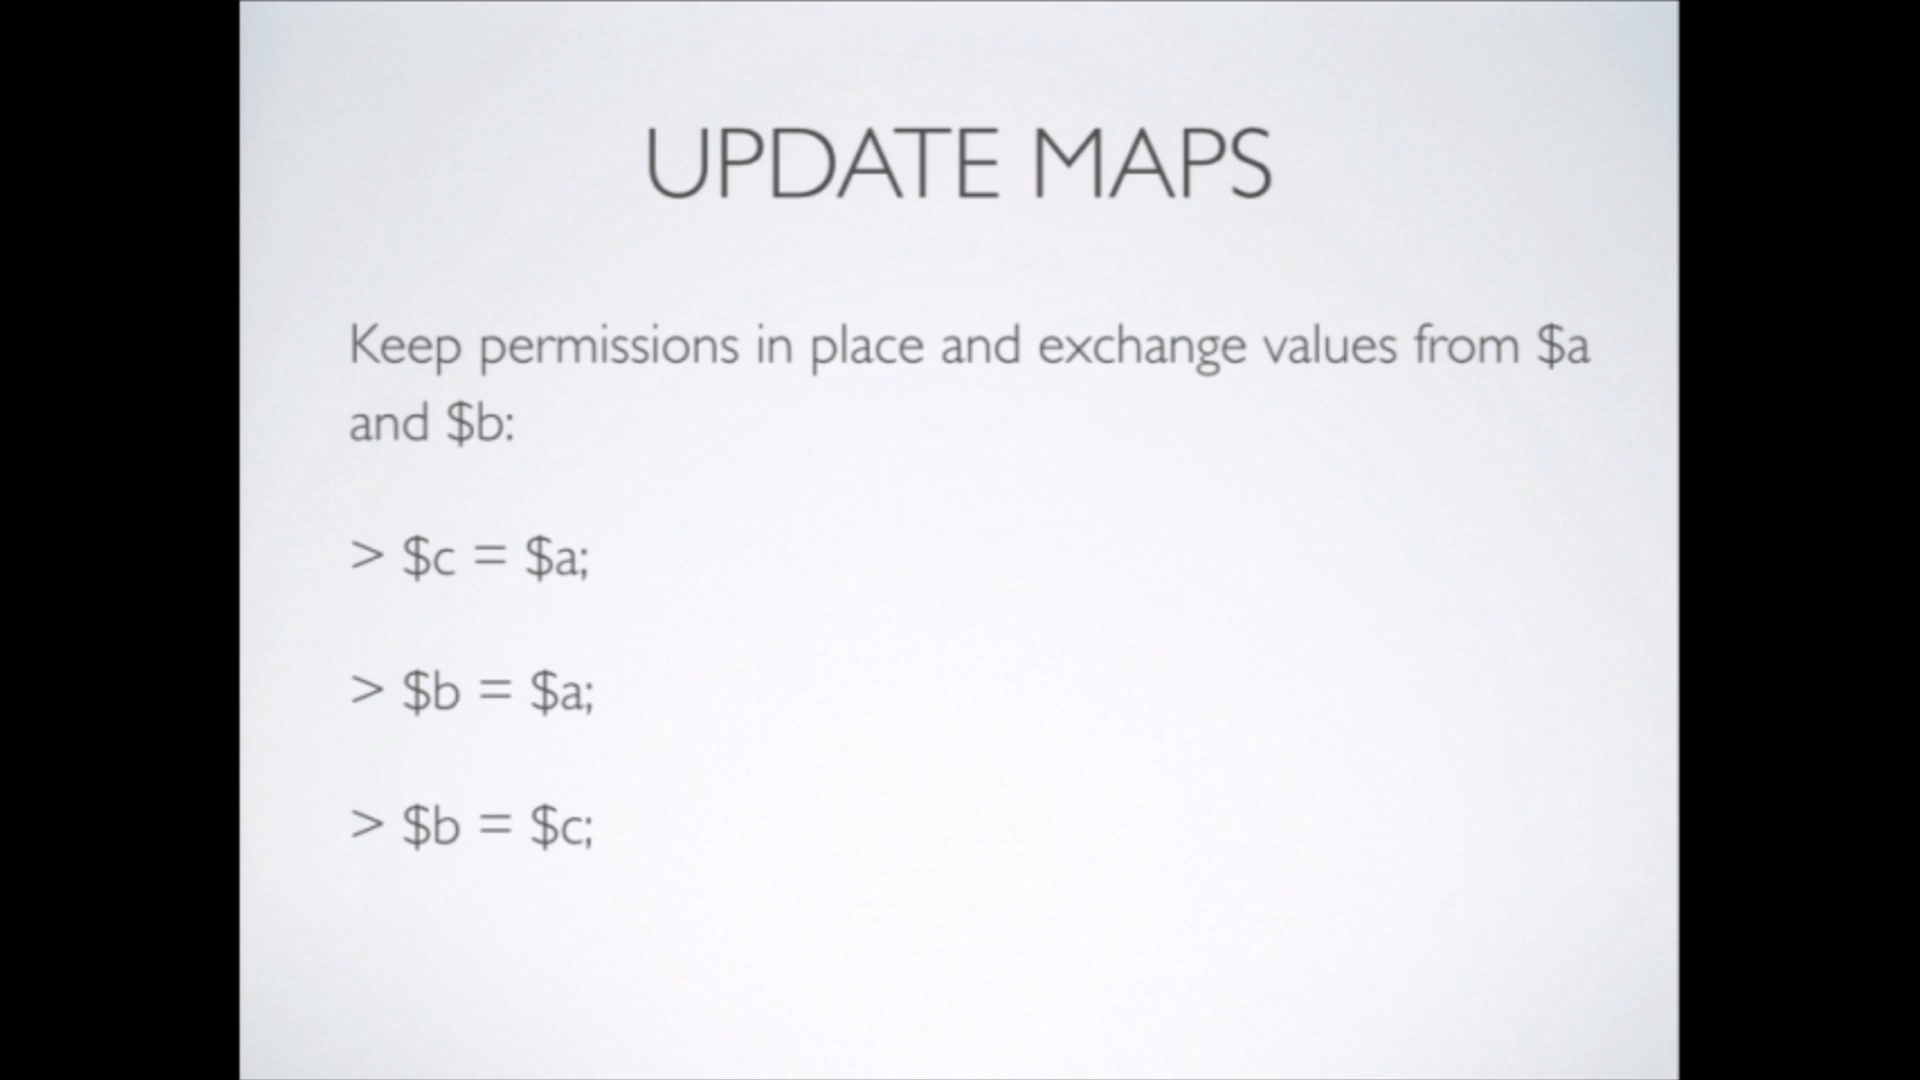 UPDATE MAPS
Keep permissions in place and exchange values from $a
and $b:
> $c = $a;
> $b = $a;
> $b = $c;